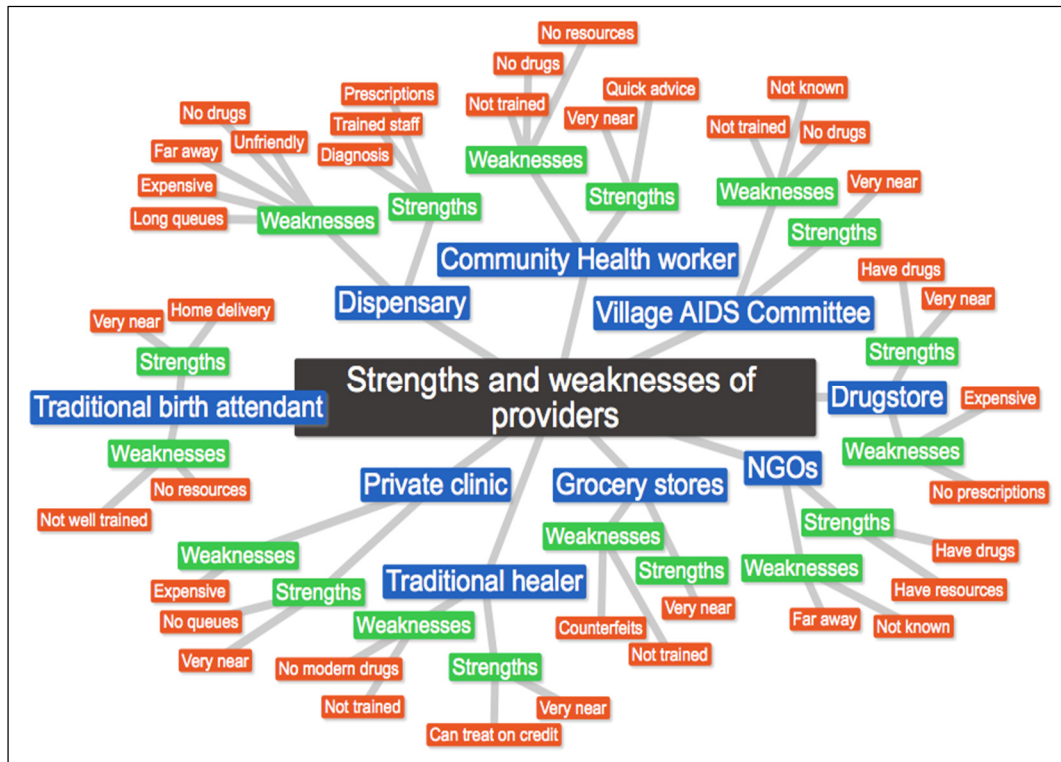 Strengths and weaknesses of
providers
Dispensary
Weaknesses
No drugs
Unfriendly
Far away
Expensive
Long queues
Strengths
Prescriptions
Trained staff
Diagnosis
Community Health worker
Weaknesses
No resources
No drugs
Not trained
Strengths
Quick advice
Very near
Village AIDS Committee
Weaknesses
Not known
Not trained
No drugs
Strengths
Very near
Drugstore
Strengths
Have drugs
Very near
Weaknesses
Expensive
No prescriptions
NGOs
Strengths
Have drugs
Have resources
Weaknesses
Far away
Not known
Grocery stores
Weaknesses
Counterfeits
Not trained
Strengths
Very near
Traditional healer
Weaknesses
No modern drugs
Not trained
Strengths
Very near
Can treat on credit
Private clinic
Weaknesses
Expensive
Strengths
No queues
Very near
Traditional birth attendant
Strengths
Very near
Home delivery
Weaknesses
No resources
Not well trained